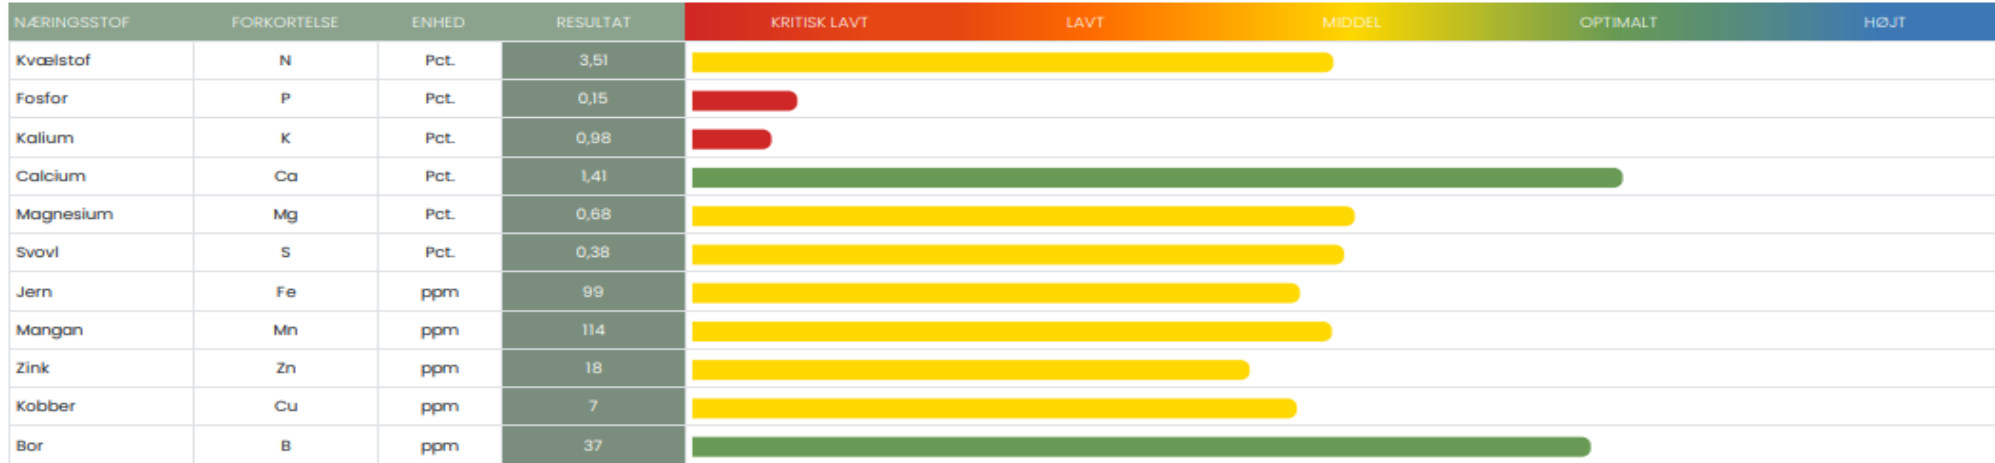 NÆRINGSSTOF FORKORTELSE ENHED RESULTAT KRITISK LAVT LAVT MIDDEL OPTIMALT HØJT
Kvælstof N Pct. 3,51
Fosfor P Pct. 0,15
Kalium K Pct. 0,98
Calcium Ca Pct. 1,41
Magnesium Mg Pct. 0,68
Svovl S Pct. 0,38
Jern Fe ppm 99
Mangan Mn ppm 114
Zink Zn ppm 18
Kobber Cu ppm 7
Bor B ppm 37